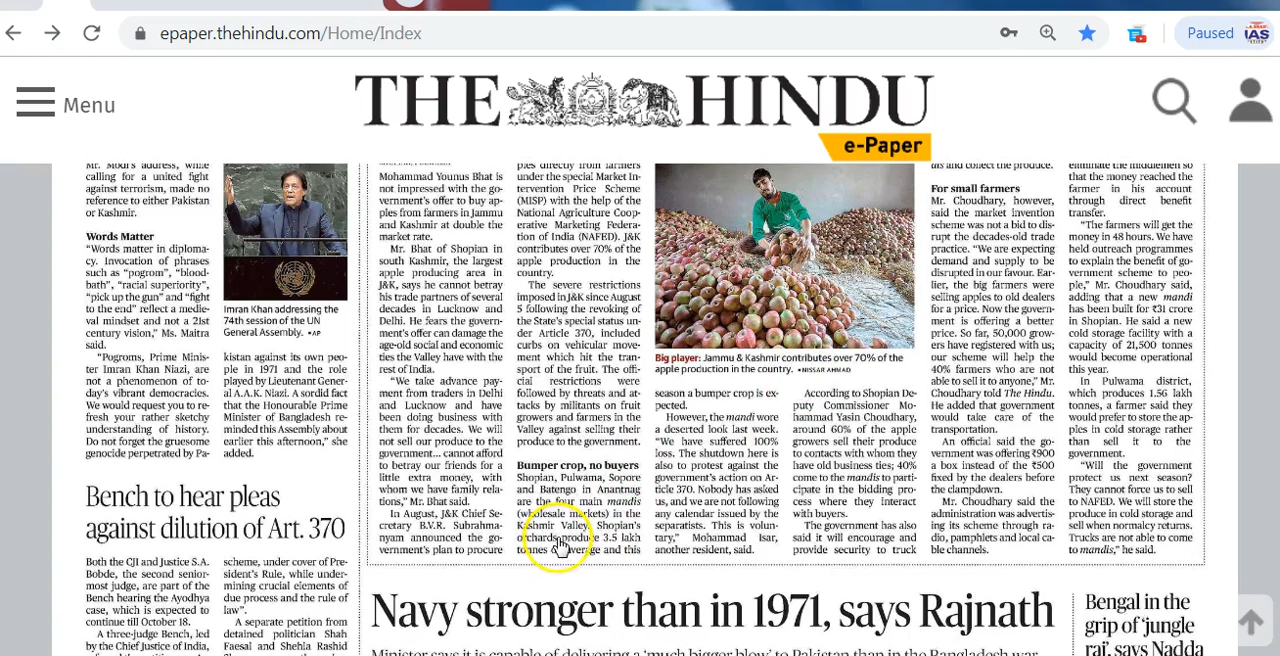 epaper.thehindu.com/Home/Index
Paused
IAS
Menu
THE HINDU
e-Paper
Mr. Modi's address, while
calling for a united fight
against terrorism, made no
reference to either Pakistan
or Kashmir.
Words Matter
"Words matter in diploma-
cy. Invocation of phrases
such as "pogrom", "blood-
bath", "racial superiority",
"pick up the gun" and "fight
to the end" reflect a medie-
val mindset and not a 21st
century vision," Ms. Maitra
said.
"Pogroms, Prime Minis-
ter Imran Khan Niazi, are
not a phenomenon of to-
day's vibrant democracies.
We would request you to re-
fresh your rather sketchy
understanding of history.
Do not forget the gruesome
genocide perpetrated by Pa-
Imran Khan addressing the
74th session of the UN
General Assembly. •AP
kistan against its own peo-
ple in 1971 and the role
played by Lieutenant Gener-
al A.A.K. Niazi. A sordid fact
that the Honourable Prime
Minister of Bangladesh re-
minded this Assembly about
earlier this afternoon," she
added.
Bench to hear pleas
against dilution of Art. 370
Both the CJI and Justice S.A.
Bobde, the second senior-
most judge, are part of the
Bench hearing the Ayodhya
case, which is expected to
continue till October 18.
A three-judge Bench, led
by the Chief Justice of India,
scheme, under cover of Pre-
sident's Rule, while under-
mining crucial elements of
due process and the rule of
law".
A separate petition from
detained politician Shah
Faesal and Shehla Rashid
Mohammad Younus Bhat is
not impressed with the go-
vernment's offer to buy ap-
ples from farmers in Jammu
and Kashmir at double the
market rate.
Mr. Bhat of Shopian in
south Kashmir, the largest
apple producing area in
J&K, says he cannot betray
his trade partners of several
decades in Lucknow and
Delhi. He fears the govern-
ment's offer can damage the
age-old social and economic
ties the Valley have with the
rest of India.
"We take advance pay-
ment from traders in Delhi
and Lucknow and have
been doing business with
them for decades. We will
not sell our produce to the
government... cannot afford
to betray our friends for a
little extra money, with
whom we have family rela-
tions," Mr. Bhat said.
In August, J&K Chief Se-
cretary B.V.R. Subrahma-
nyam announced the go-
vernment's plan to procure
ples directly from farmers
under the special Market In-
tervention Price Scheme
(MISP) with the help of the
National Agriculture Coop-
erative Marketing Federa-
tion of India (NAFED). J&K
contributes over 70% of the
apple production in the
country.
The severe restrictions
imposed in J&K since August
5 following the revoking of
the State's special status un-
der Article 370, included
curbs on vehicular move-
ment which hit the tran-
sport of the fruit. The offi-
cial restrictions were
followed by threats and at-
tacks by militants on fruit
growers and farmers in the
Valley against selling their
produce to the government.
Bumper crop, no buyers
Shopian, Pulwama, Sopore
and Batengo in Anantnag
are the four main mandis
(wholesale markets) in the
Kashmir Valley. Shopian's
orchards produce 3.5 lakh
tonnes average and this
Big player: Jammu & Kashmir contributes over 70% of the
apple production in the country. •NISSAR AHMAD
season a bumper crop is ex-
pected.
However, the mandi wore
a deserted look last week.
"We have suffered 100%
loss. The shutdown here is
also to protest against the
government's action on Ar-
ticle 370. Nobody has asked
us, and we are not following
any calendar issued by the
separatists. This is volun-
tary," Mohammad Isar,
another resident, said.
According to Shopian De-
puty Commissioner Mo-
hammad Yasin Choudhary,
around 60% of the apple
growers sell their produce
to contacts with whom they
have old business ties; 40%
come to the mandis to parti-
cipate in the bidding pro-
cess where they interact
with buyers.
The government has also
said it will encourage and
provide security to truck
and collect the produce.
For small farmers
Mr. Choudhary, however,
said the market invention
scheme was not a bid to dis-
rupt the decades-old trade
practice. "We are expecting
demand and supply to be
disrupted in our favour. Ear-
lier, the big farmers were
selling apples to old dealers
for a price. Now the govern-
ment is offering a better
price. So far, 50,000 grow-
ers have registered with us;
our scheme will help the
40% farmers who are not
able to sell it to anyone," Mr.
Choudhary told The Hindu.
He added that government
would take care of the
transportation.
An official said the go-
vernment was offering ₹900
a box instead of the ₹500
fixed by the dealers before
the clampdown.
Mr. Choudhary said the
administration was advertis-
ing its scheme through ra-
dio, pamphlets and local ca-
ble channels.
eliminate the middlemen so
that the money reached the
farmer in his account
through direct benefit
transfer.
"The farmers will get the
money in 48 hours. We have
held outreach programmes
to explain the benefit of go-
vernment scheme to peo-
ple," Mr. Choudhary said,
adding that a new mandi
has been built for ₹31 crore
in Shopian. He said a new
cold storage facility with a
capacity of 21,500 tonnes
would become operational
this year.
In Pulwama district,
which produces 1.56 lakh
tonnes, a farmer said they
would prefer to store the ap-
ples in cold storage rather
than sell it to the
government.
"Will the government
protect us next season?
They cannot force us to sell
to NAFED. We will store the
produce in cold storage and
sell when normalcy returns.
Trucks are not able to come
to mandis," he said.
Navy stronger than in 1971, says Rajnath
Minister says it is capable of delivering a 'much bigger blow' to Pakistan than in the Bangladesh war
Bengal in the
grip of 'jungle
raj', says Nadda